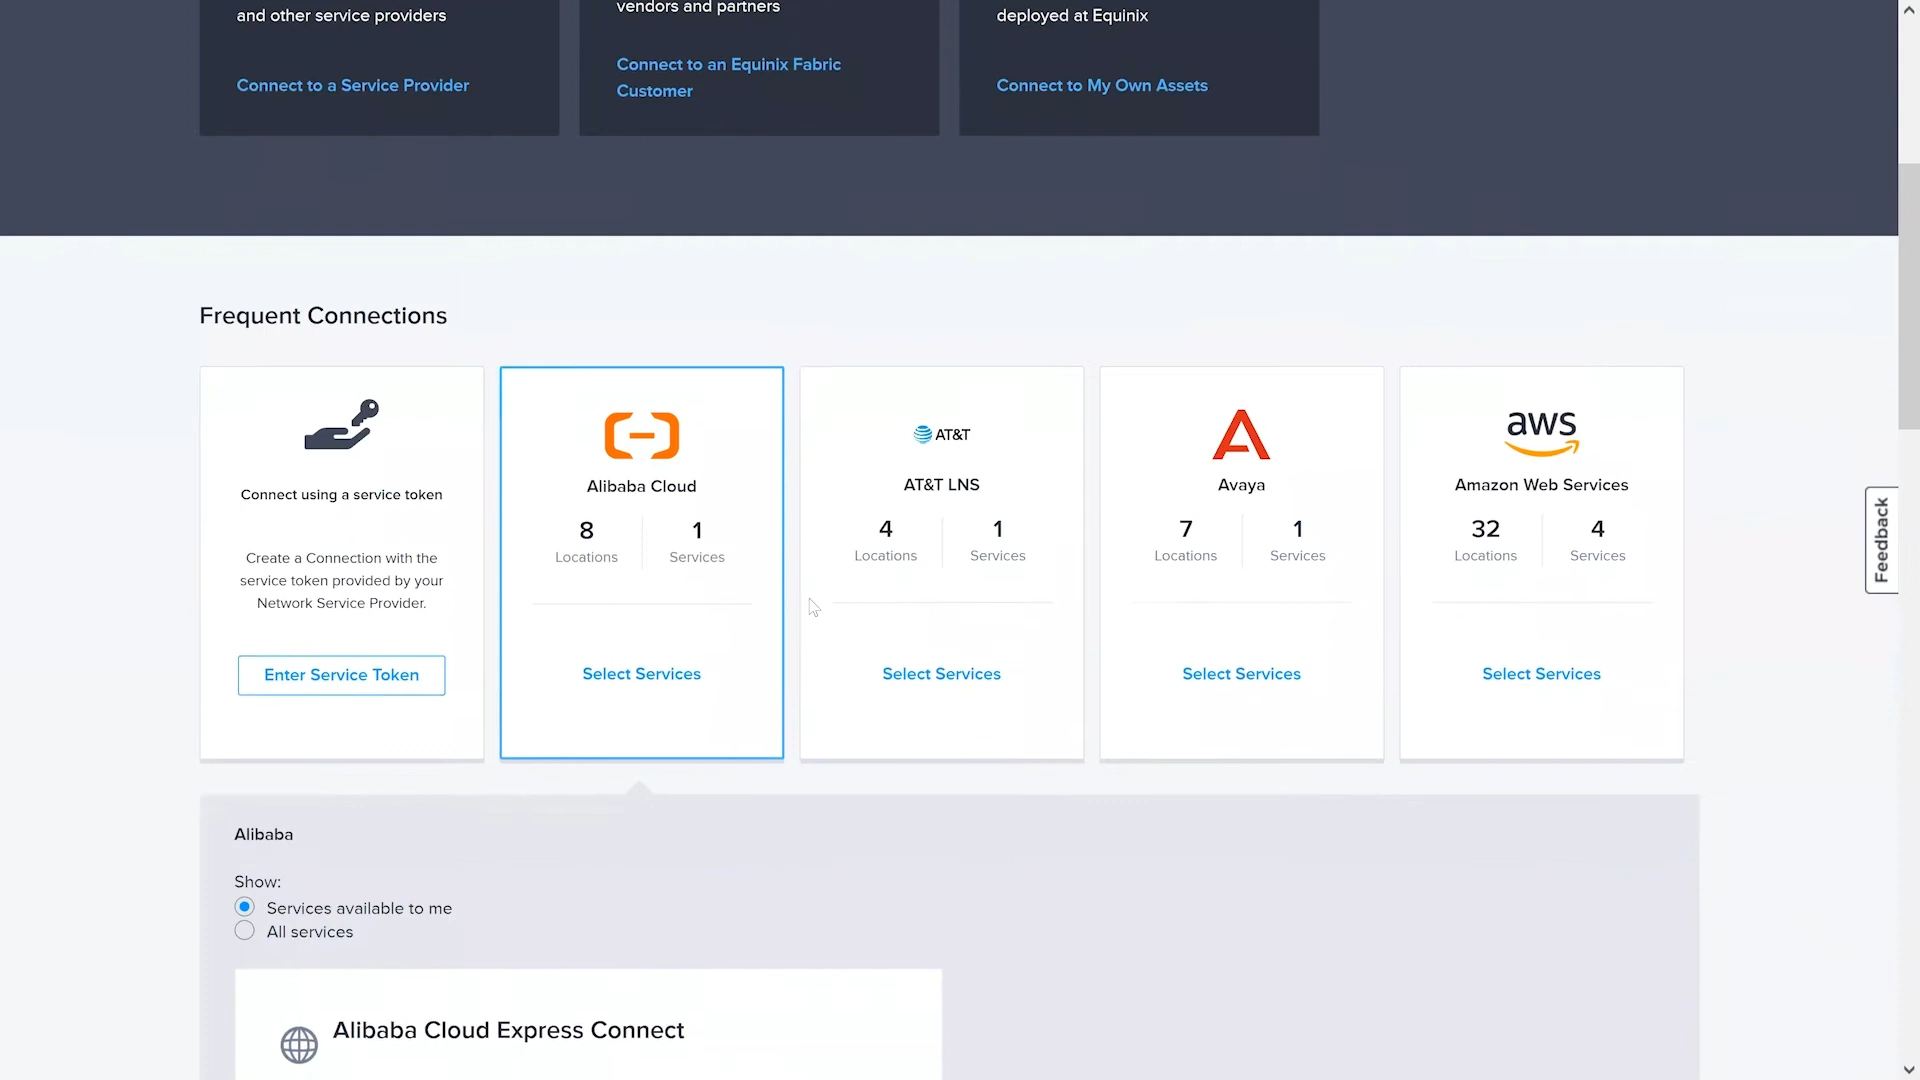 and other service providers
vendors and partners
deployed at Equinix
Connect to a Service Provider
Connect to an Equinix Fabric
Customer
Connect to My Own Assets
Frequent Connections
Connect using a service token
Create a Connection with the
service token provided by your
Network Service Provider.
Enter Service Token
Alibaba Cloud
8
Locations
1
Services
Select Services
AT&T
AT&T LNS
4
Locations
1
Services
Select Services
Avaya
7
Locations
1
Services
Select Services
aws
Amazon Web Services
32
Locations
4
Services
Select Services
Feedback
Alibaba
Show:
Services available to me
All services
Alibaba Cloud Express Connect